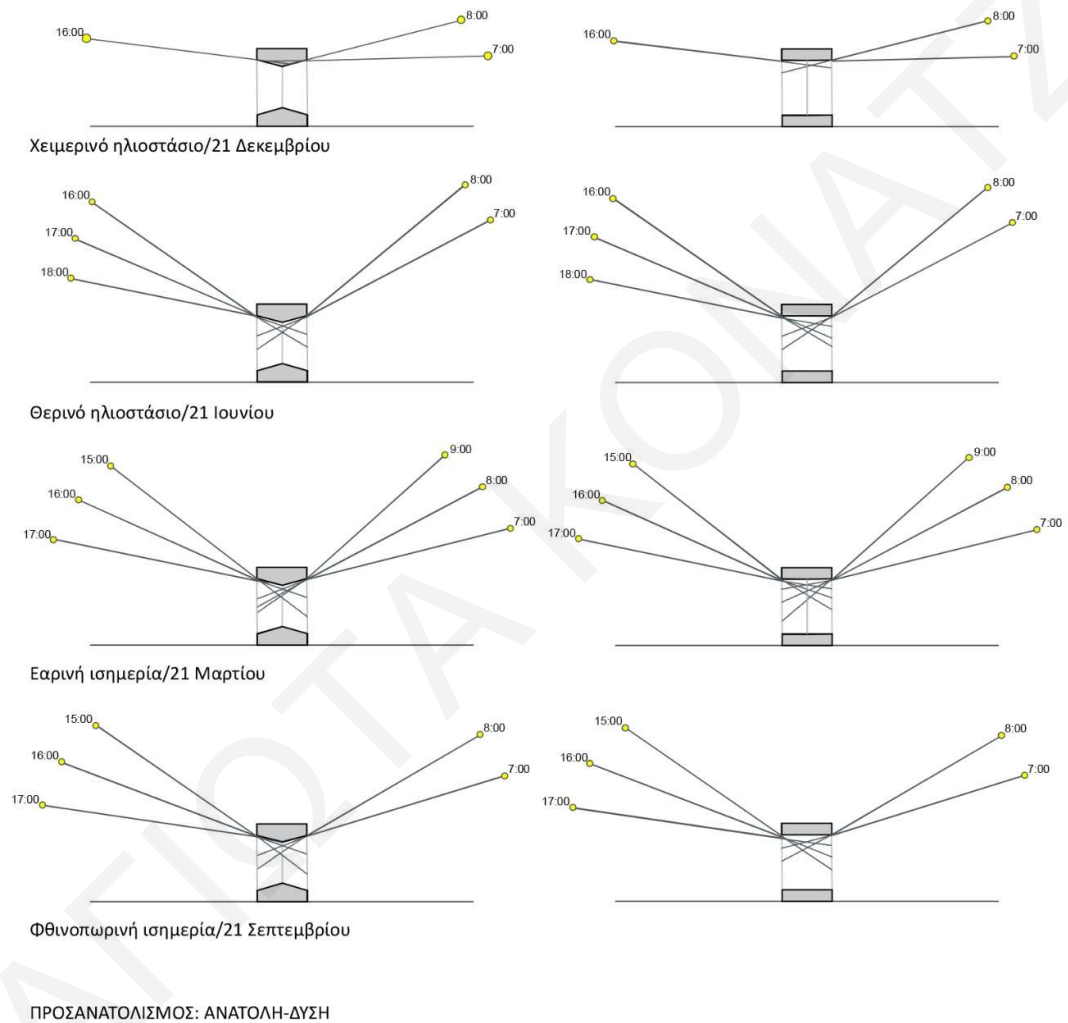 16:00 8:00 16:00 8:00
7:00 7:00
Χειμερινό ηλιοστάσιο/21 Δεκεμβρίου
16:00 8:00 16:00 8:00
17:00 7:00 17:00 7:00
18:00 18:00
Θερινό ηλιοστάσιο/21 Ιουνίου
15:00 9:00 15:00 9:00
16:00 8:00 16:00 8:00
17:00 7:00 17:00 7:00
Εαρινή ισημερία/21 Μαρτίου
15:00 8:00 15:00 8:00
16:00 7:00 16:00 7:00
17:00 17:00
Φθινοπωρινή ισημερία/21 Σεπτεμβρίου
ΠΡΟΣΑΝΑΤΟΛΙΣΜΟΣ: ΑΝΑΤΟΛΗ-ΔΥΣΗ